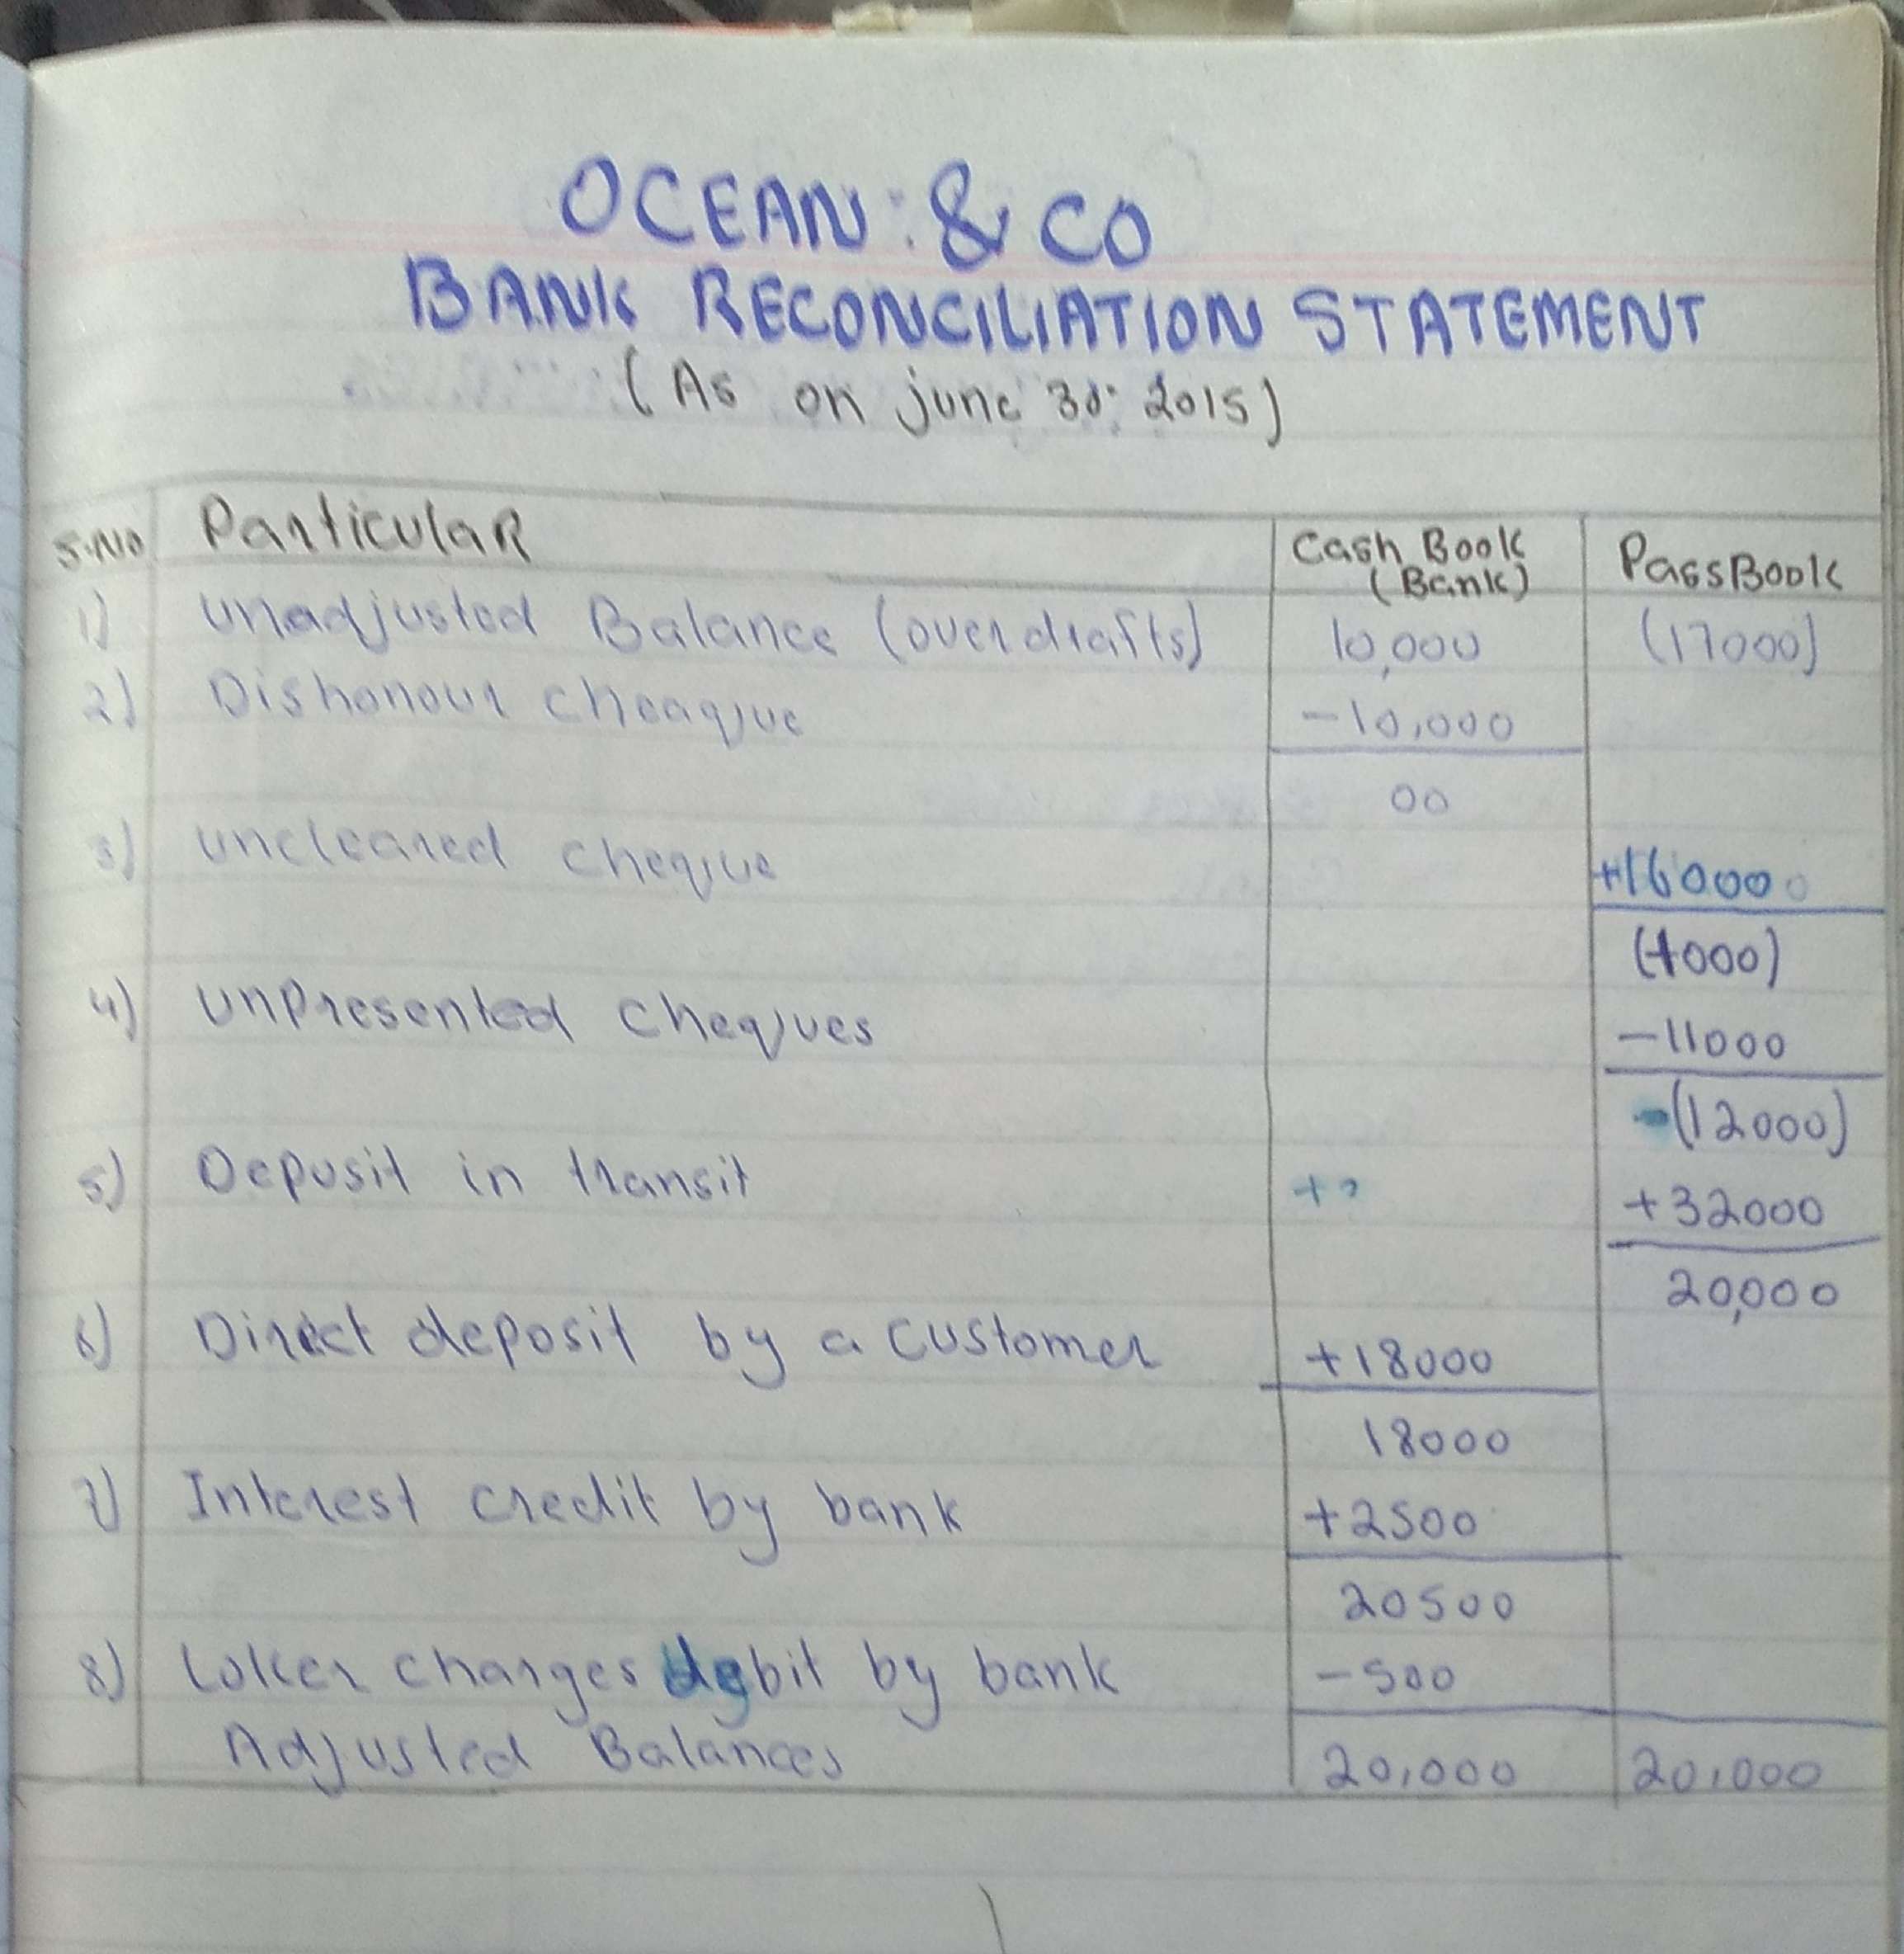 OCEAN & CO
BANK RECONCILIATION STATEMENT
(As on june 30 2015)
S.No Particular Cash Book (Bank) PassBook
1) unadjusted Balance (overdrafts) 10,000 (17000)
2) Dishonour cheaque -10,000
00
3) uncleared cheque +16000
(1000)
4) unpresented cheques -11000
-(12000)
5) Deposit in transit +32000
20,000
6) Direct deposit by a customer +18000
18000
7) Interest credit by bank +2500
20500
8) Loker charges debit by bank -500
Adjusted Balances 20,000 20,000